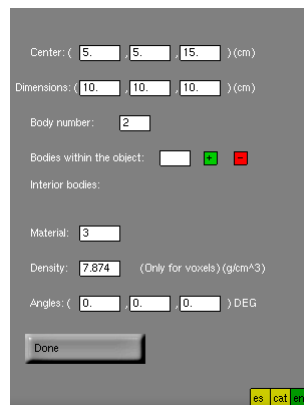 Center: ( 5. , 5. , 15. ) (cm)
Dimensions: ( 10. , 10. , 10. ) (cm)
Body number: 2
Bodies within the object: + -
Interior bodies:
Material: 3
Density: 7.874 (Only for voxels) (g/cm^3)
Angles: ( 0. , 0. , 0. ) DEG
Done
es cat en